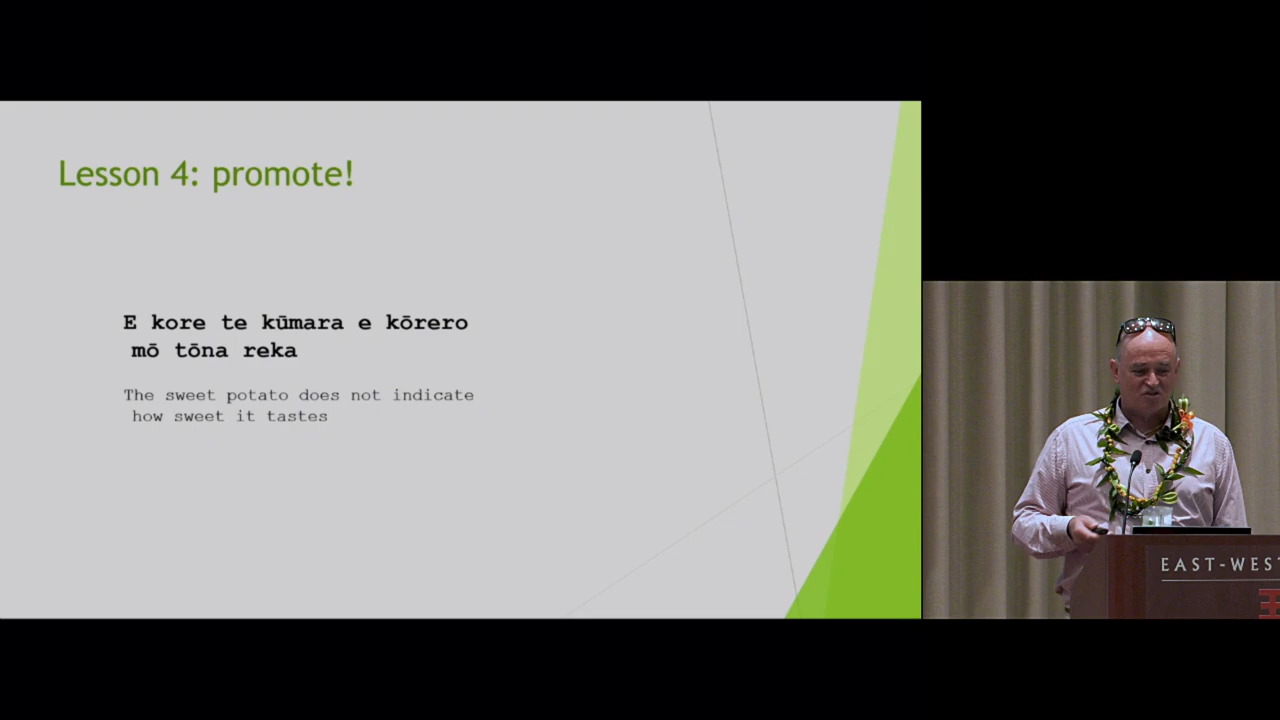 Lesson 4: promote!
E kore te kūmara e kōrero
mō tōna reka
The sweet potato does not indicate
how sweet it tastes
EAST-WES